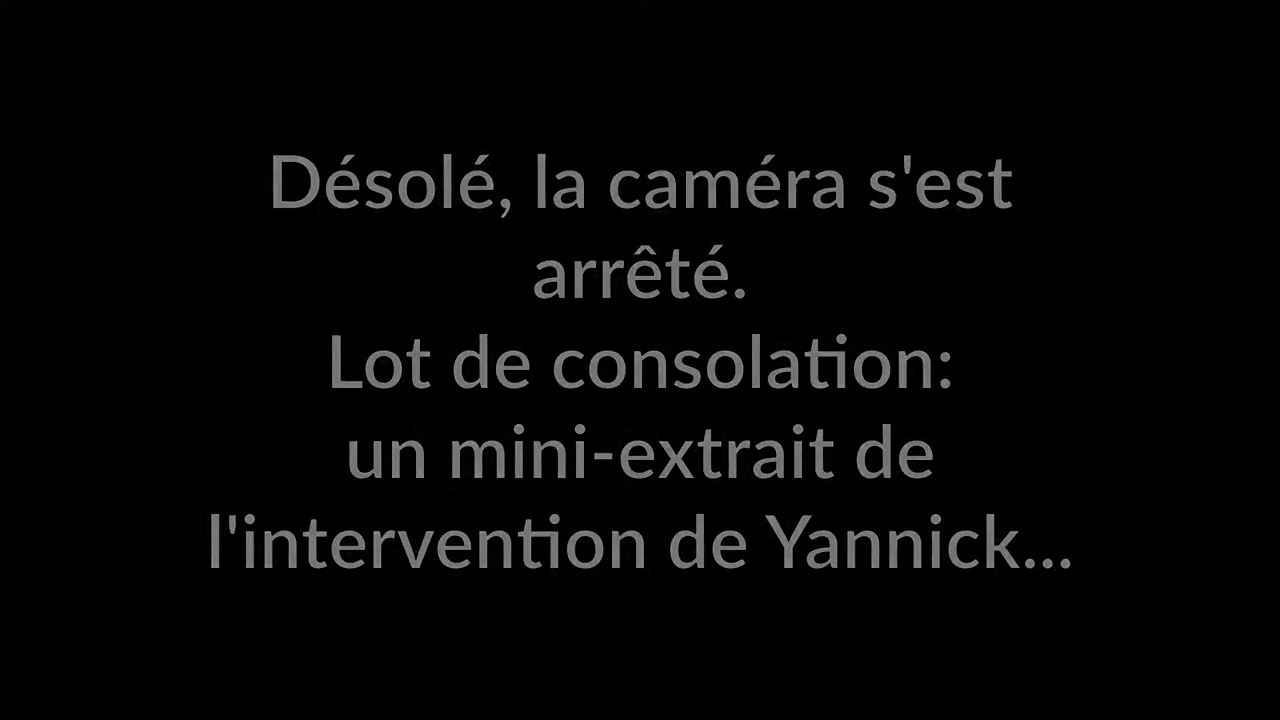 Désolé, la caméra s'est
arrêté.
Lot de consolation:
un mini-extrait de
l'intervention de Yannick...